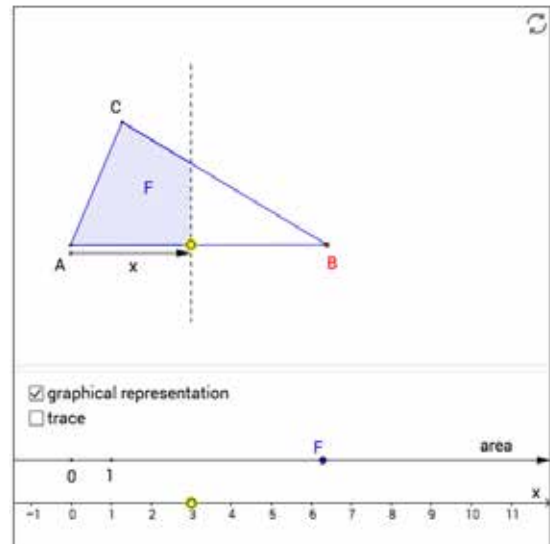 C
F
A x B
graphical representation
trace
F area
0 1
x
−1 0 1 2 3 4 5 6 7 8 9 10 11